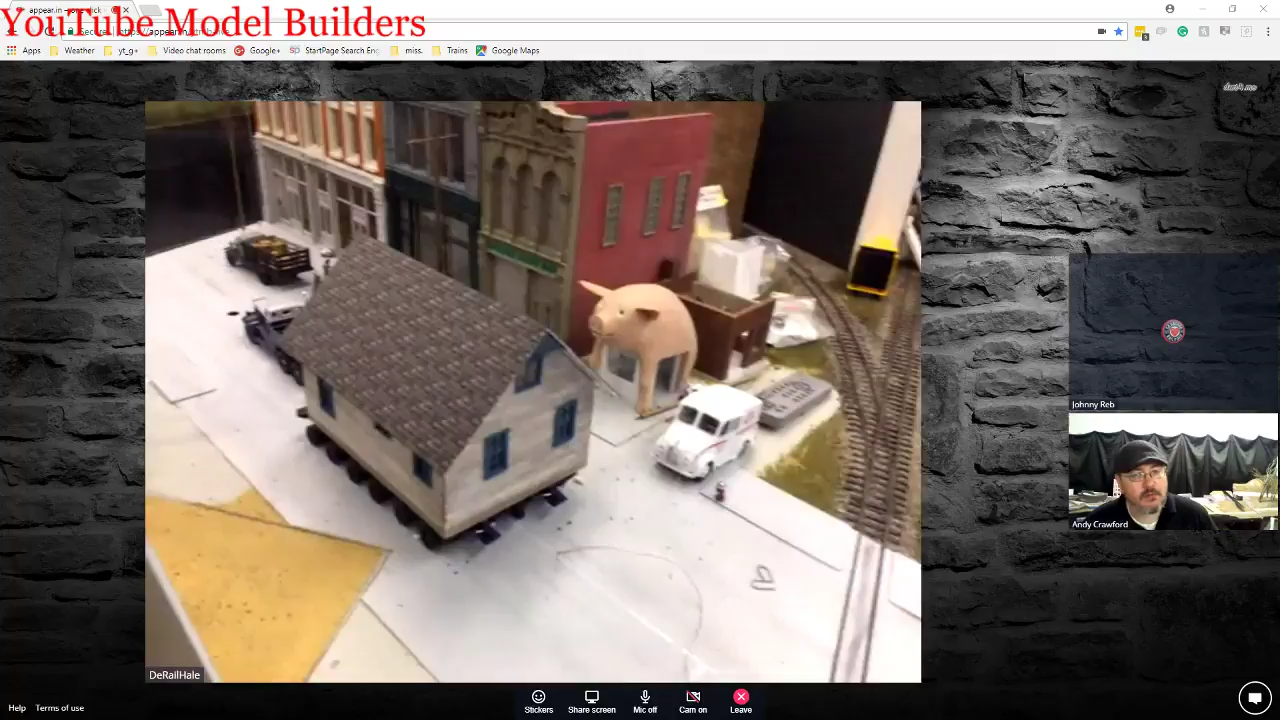 YouTube Model Builders
Apps Weather yt_g+ Video chat rooms Google+ StartPage Search Eng miss. Trains Google Maps
Johnny Reb
Andy Crawford
DeRailHale
Help Terms of use Stickers Share screen Mic off Cam on Leave